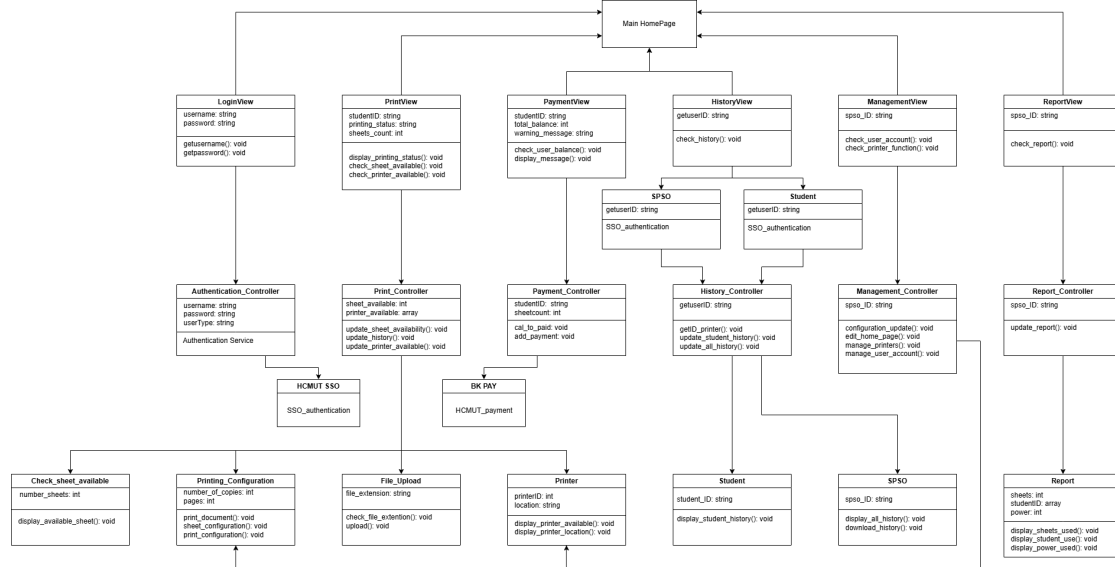 Main HomePage
LoginView
username: string
password: string
getusername(): void
getpassword(): void
PrintView
studentID: string
printing_status: string
sheets_count: int
display_printing_status(): void
check_sheet_available(): void
check_printer_available(): void
PaymentView
studentID: string
total_balance: int
warning_message: string
check_user_balance(): void
display_message(): void
HistoryView
getuserID: string
check_history(): void
ManagementView
spso_ID: string
check_user_account(): void
check_printer_function(): void
ReportView
spso_ID: string
check_report(): void
SPSO
getuserID: string
SSO_authentication
Student
getuserID: string
SSO_authentication
Authentication_Controller
username: string
password: string
userType: string
Authentication Service
Print_Controller
sheet_available: int
printer_available: array
update_sheet_availability(): void
update_history(): void
update_printer_available(): void
Payment_Controller
studentID: string
sheetcount: int
cal_to_paid: void
add_payment: void
History_Controller
getuserID: string
getID_printer(): void
update_student_history(): void
update_all_history(): void
Management_Controller
spso_ID: string
configuration_update(): void
edit_home_page(): void
manage_printers(): void
manage_user_account(): void
Report_Controller
spso_ID: string
update_report(): void
HCMUT SSO
SSO_authentication
BK PAY
HCMUT_payment
Check_sheet_available
number_sheets: int
display_available_sheet(): void
Printing_Configuration
number_of_copies: int
pages: int
print_document(): void
sheet_configuration(): void
print_configuration(): void
File_Upload
file_extension: string
check_file_extention(): void
upload(): void
Printer
printerID: int
location: string
display_printer_available(): void
display_printer_location(): void
Student
student_ID: string
display_student_history(): void
SPSO
spso_ID: string
display_all_history(): void
download_history(): void
Report
sheets: int
studentID: array
power: int
display_sheets_used(): void
display_student_use(): void
display_power_used(): void